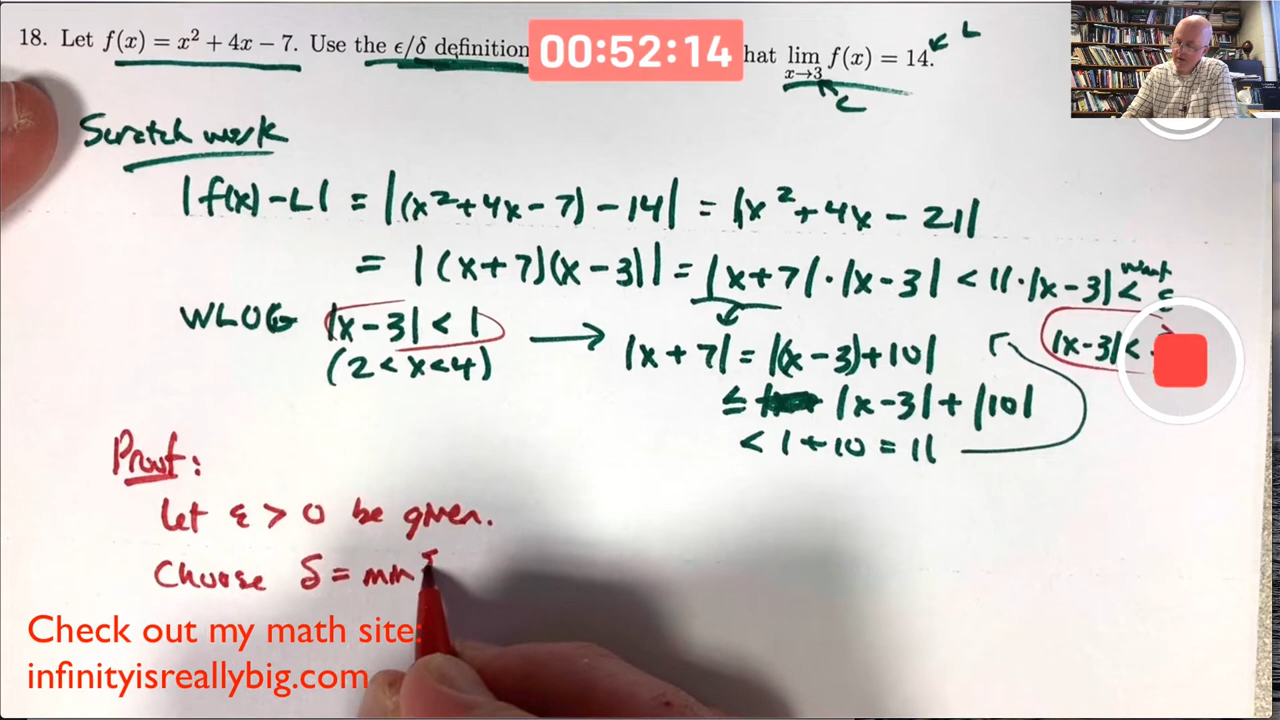 18. Let f(x) = x² + 4x − 7. Use the ϵ/δ definition
00:52:14
hat lim f(x) = 14. L
x→3
c
Scratch work
|f(x) − L| = |(x² + 4x − 7) − 14| = |x² + 4x − 21|
= |(x + 7)(x − 3)| = |x + 7| · |x − 3| < 11 · |x − 3| < ε
want
WLOG |x − 3| < 1
(2 < x < 4)
|x + 7| = |(x − 3) + 10|
|x − 3| <
≤ |x − 3| + |10|
< 1 + 10 = 11
Proof:
Let ε > 0 be given.
Choose δ = min {
Check out my math site:
infinityisreallybig.com